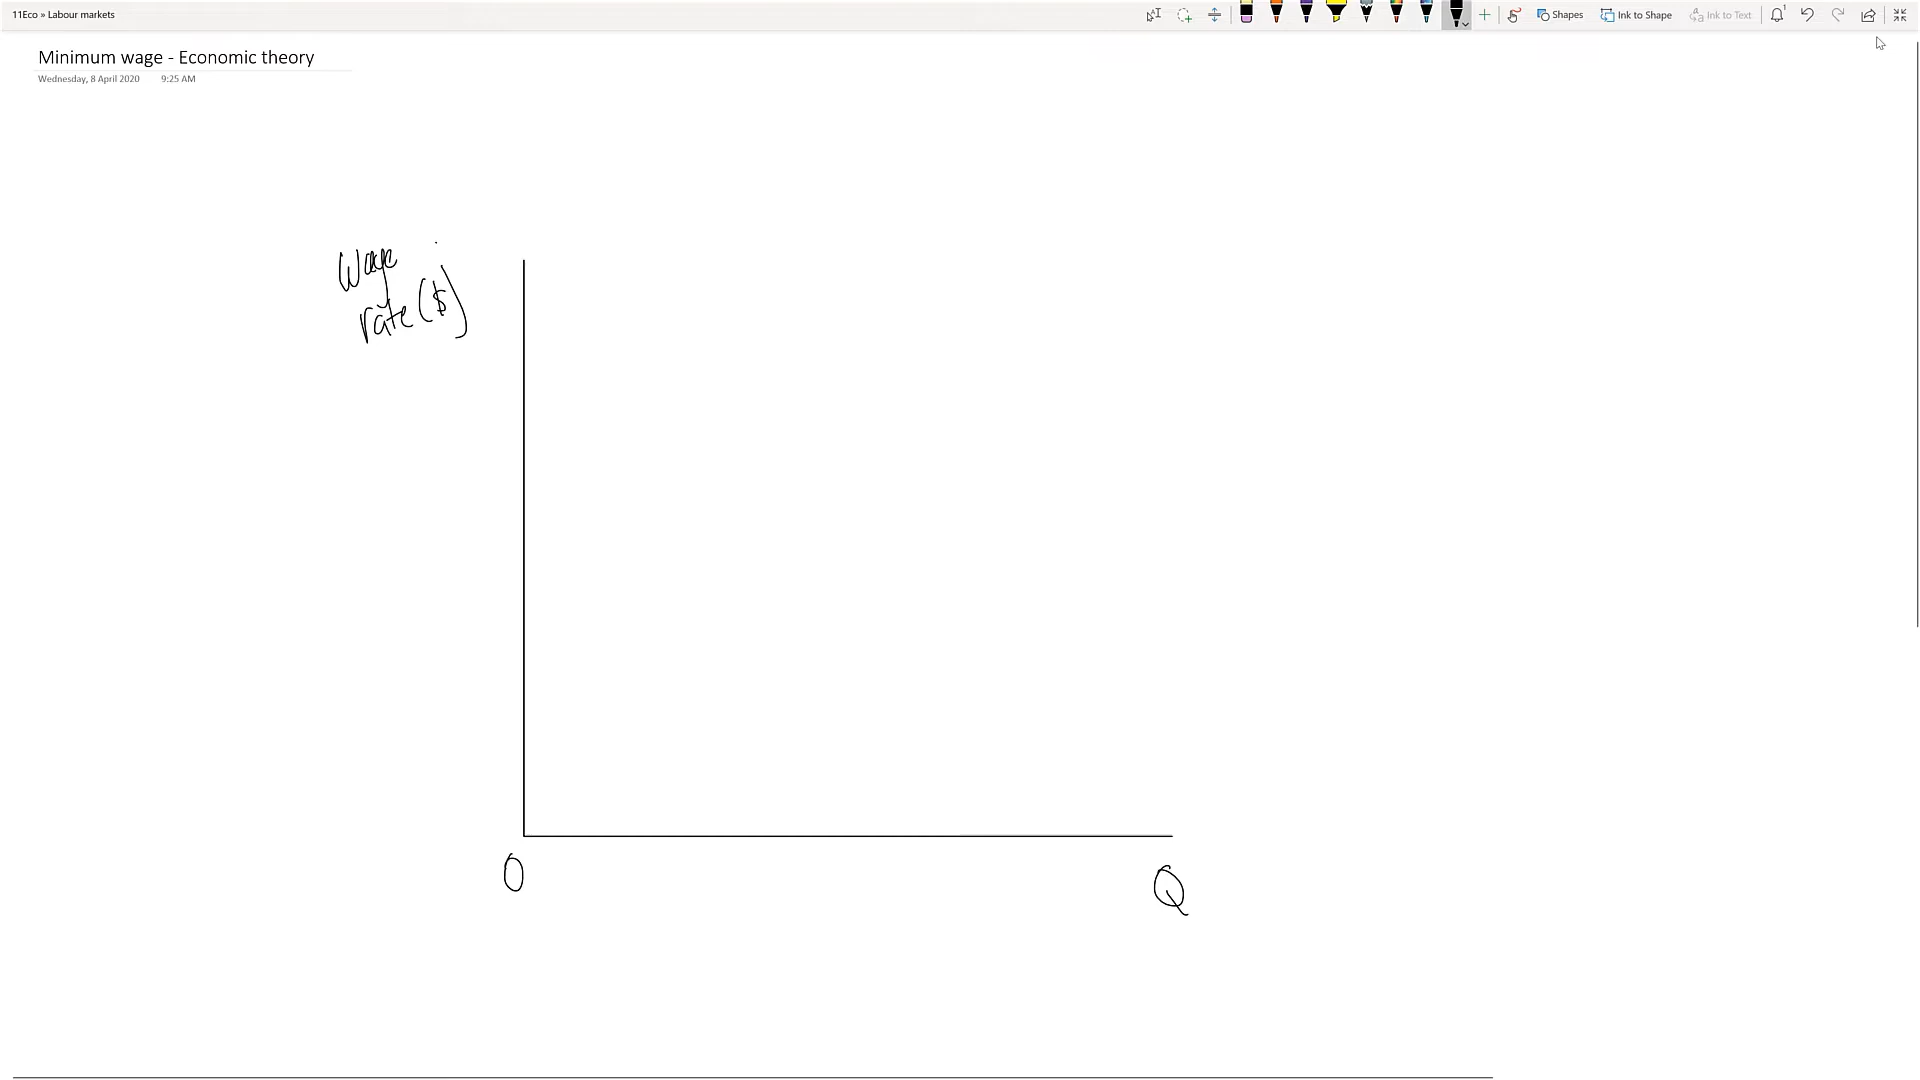 11Eco » Labour markets
Shapes
Ink to Shape
Ink to Text
1
Minimum wage - Economic theory
Wednesday, 8 April 2020 9:25 AM
Wage
rate ($)
0
Q